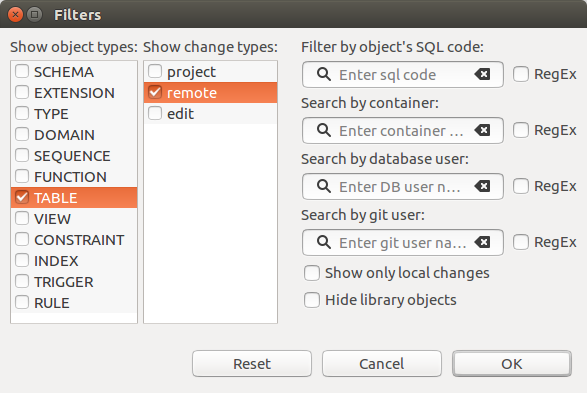 Filters
Show object types:
SCHEMA
EXTENSION
TYPE
DOMAIN
SEQUENCE
FUNCTION
TABLE
VIEW
CONSTRAINT
INDEX
TRIGGER
RULE
Show change types:
project
remote
edit
Filter by object's SQL code:
Enter sql code
RegEx
Search by container:
Enter container ...
RegEx
Search by database user:
Enter DB user n...
RegEx
Search by git user:
Enter git user na...
RegEx
Show only local changes
Hide library objects
Reset
Cancel
OK